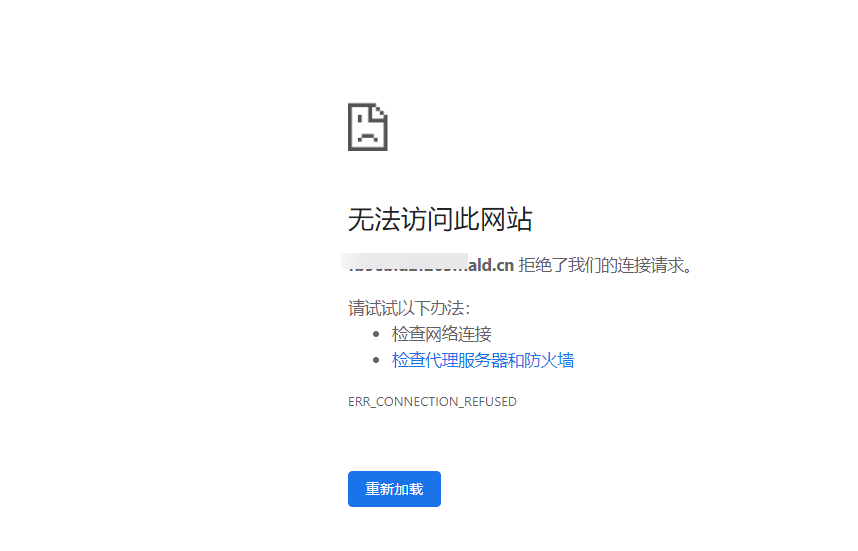 无法访问此网站
ald.cn 拒绝了我们的连接请求。
请试试以下办法：
检查网络连接
检查代理服务器和防火墙
ERR_CONNECTION_REFUSED
重新加载